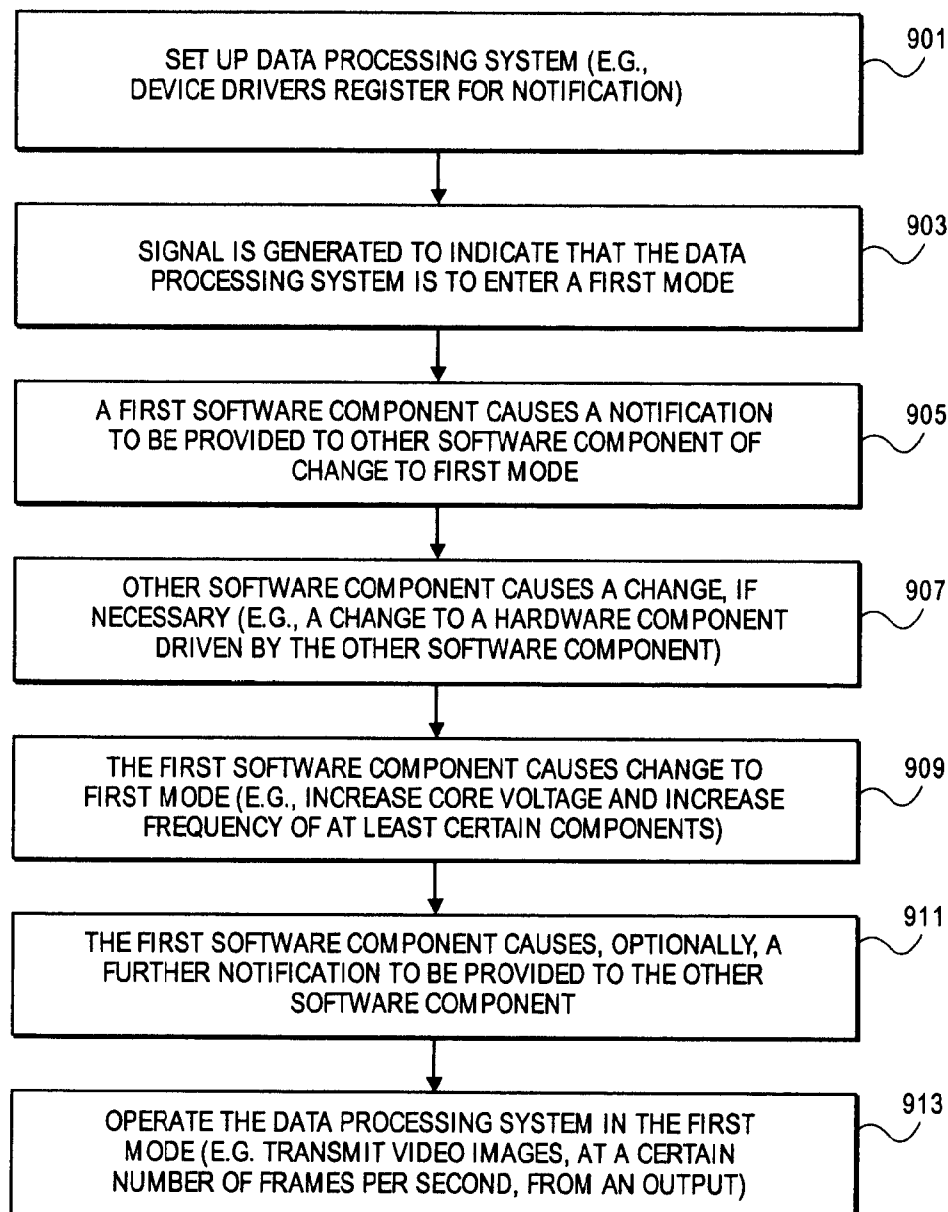 901
SET UP DATA PROCESSING SYSTEM (E.G.,
DEVICE DRIVERS REGISTER FOR NOTIFICATION)
903
SIGNAL IS GENERATED TO INDICATE THAT THE DATA
PROCESSING SYSTEM IS TO ENTER A FIRST MODE
905
A FIRST SOFTWARE COMPONENT CAUSES A NOTIFICATION
TO BE PROVIDED TO OTHER SOFTWARE COMPONENT OF
CHANGE TO FIRST MODE
907
OTHER SOFTWARE COMPONENT CAUSES A CHANGE, IF
NECESSARY (E.G., A CHANGE TO A HARDWARE COMPONENT
DRIVEN BY THE OTHER SOFTWARE COMPONENT)
909
THE FIRST SOFTWARE COMPONENT CAUSES CHANGE TO
FIRST MODE (E.G., INCREASE CORE VOLTAGE AND INCREASE
FREQUENCY OF AT LEAST CERTAIN COMPONENTS)
911
THE FIRST SOFTWARE COMPONENT CAUSES, OPTIONALLY, A
FURTHER NOTIFICATION TO BE PROVIDED TO THE OTHER
SOFTWARE COMPONENT
913
OPERATE THE DATA PROCESSING SYSTEM IN THE FIRST
MODE (E.G. TRANSMIT VIDEO IMAGES, AT A CERTAIN
NUMBER OF FRAMES PER SECOND, FROM AN OUTPUT)